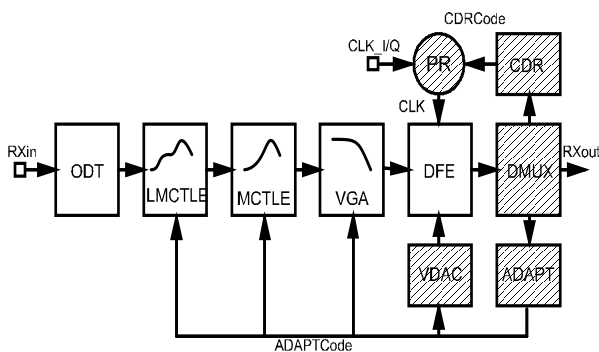 CDRCode
CLK_I/Q
PR
CDR
CLK
RXin
ODT
LMCTLE
MCTLE
VGA
DFE
DMUX
RXout
VDAC
ADAPT
ADAPTCode